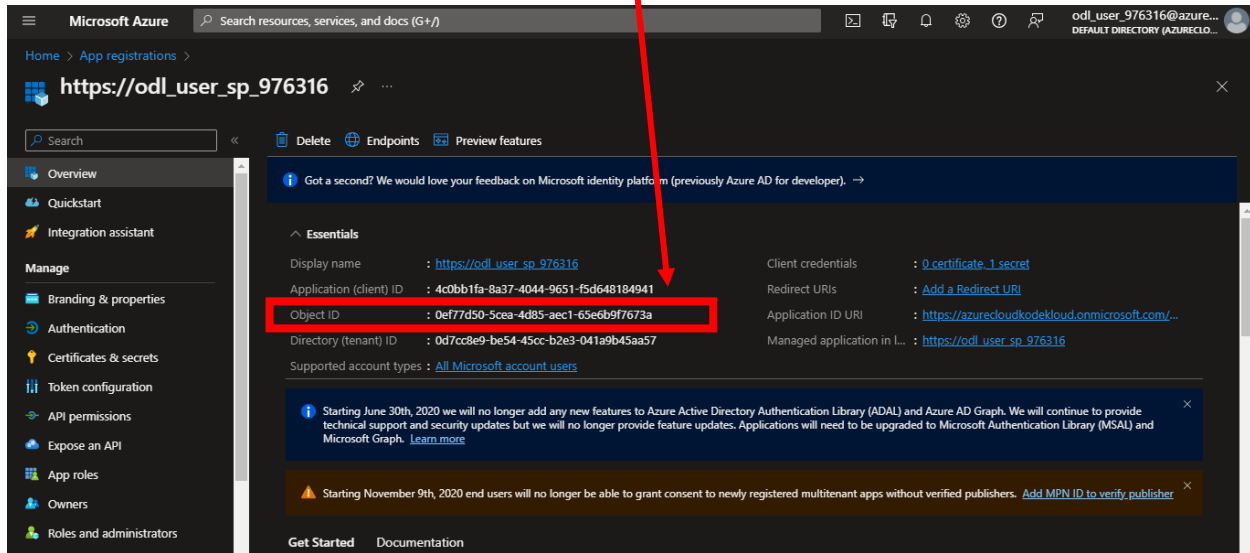 Microsoft Azure
Search resources, services, and docs (G+/)
odl_user_976316@azure...
DEFAULT DIRECTORY (AZURECLO...
Home > App registrations >
https://odl_user_sp_976316
Search
Delete Endpoints Preview features
Overview
Quickstart
Integration assistant
Manage
Branding & properties
Authentication
Certificates & secrets
Token configuration
API permissions
Expose an API
App roles
Owners
Roles and administrators
Got a second? We would love your feedback on Microsoft identity platform (previously Azure AD for developer). →
Essentials
Display name : https://odl_user_sp_976316
Application (client) ID : 4c0bb1fa-8a37-4044-9651-f5d648184941
Object ID : 0ef77d50-5cea-4d85-aec1-65e6b9f7673a
Directory (tenant) ID : 0d7cc8e9-be54-45cc-b2e3-041a9b45aa57
Supported account types : All Microsoft account users
Client credentials : 0 certificate, 1 secret
Redirect URIs : Add a Redirect URI
Application ID URI : https://azurecloudkodekloud.onmicrosoft.com/...
Managed application in l... : https://odl_user_sp_976316
Starting June 30th, 2020 we will no longer add any new features to Azure Active Directory Authentication Library (ADAL) and Azure AD Graph. We will continue to provide
technical support and security updates but we will no longer provide feature updates. Applications will need to be upgraded to Microsoft Authentication Library (MSAL) and
Microsoft Graph. Learn more
Starting November 9th, 2020 end users will no longer be able to grant consent to newly registered multitenant apps without verified publishers. Add MPN ID to verify publisher
Get Started Documentation